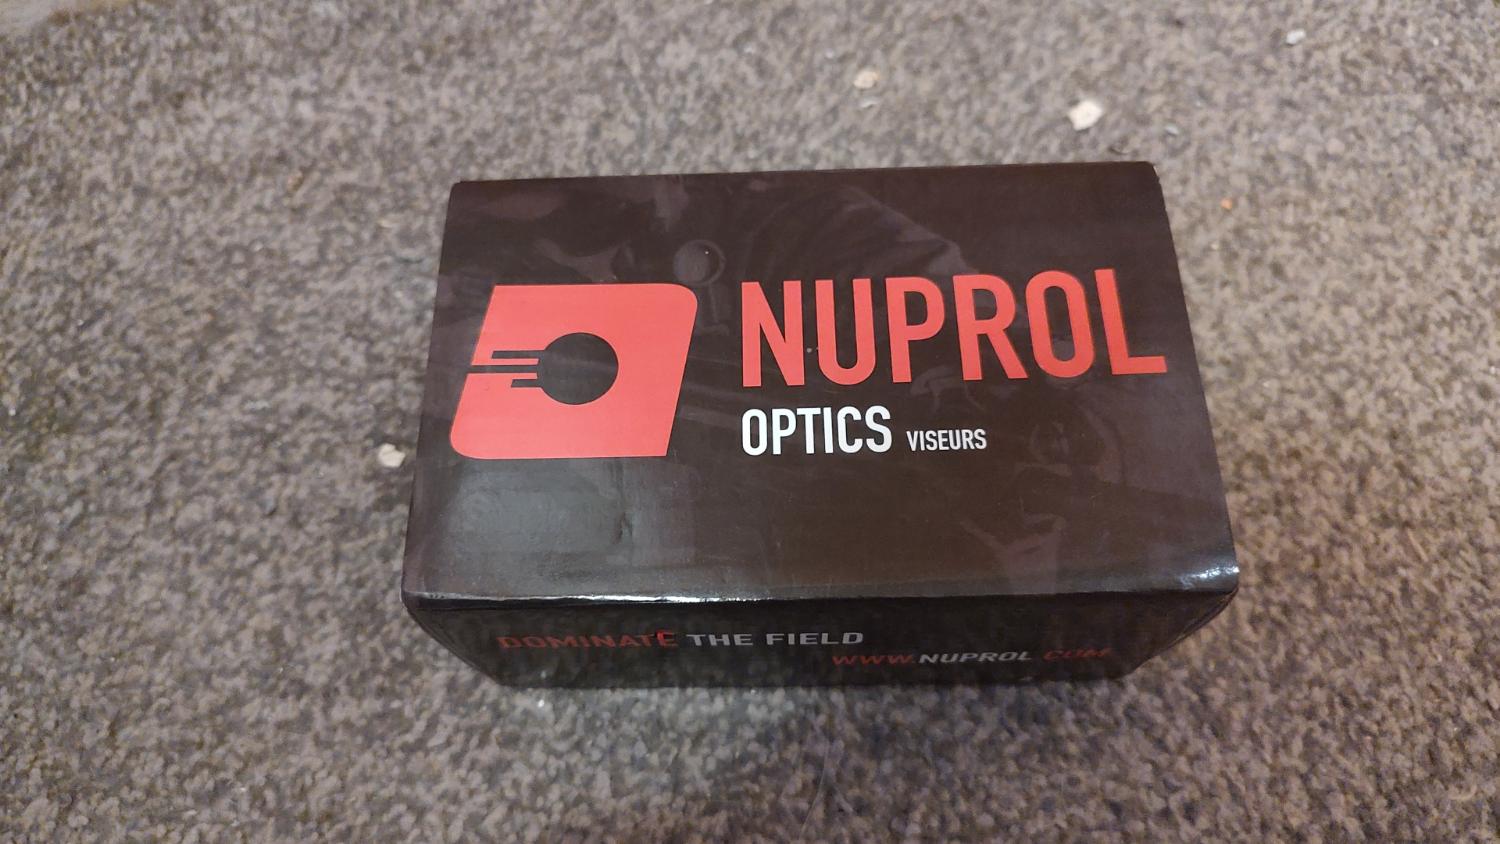 NUPROL
OPTICS VISEURS
DOMINATE THE FIELD
WWW.NUPROL.COM